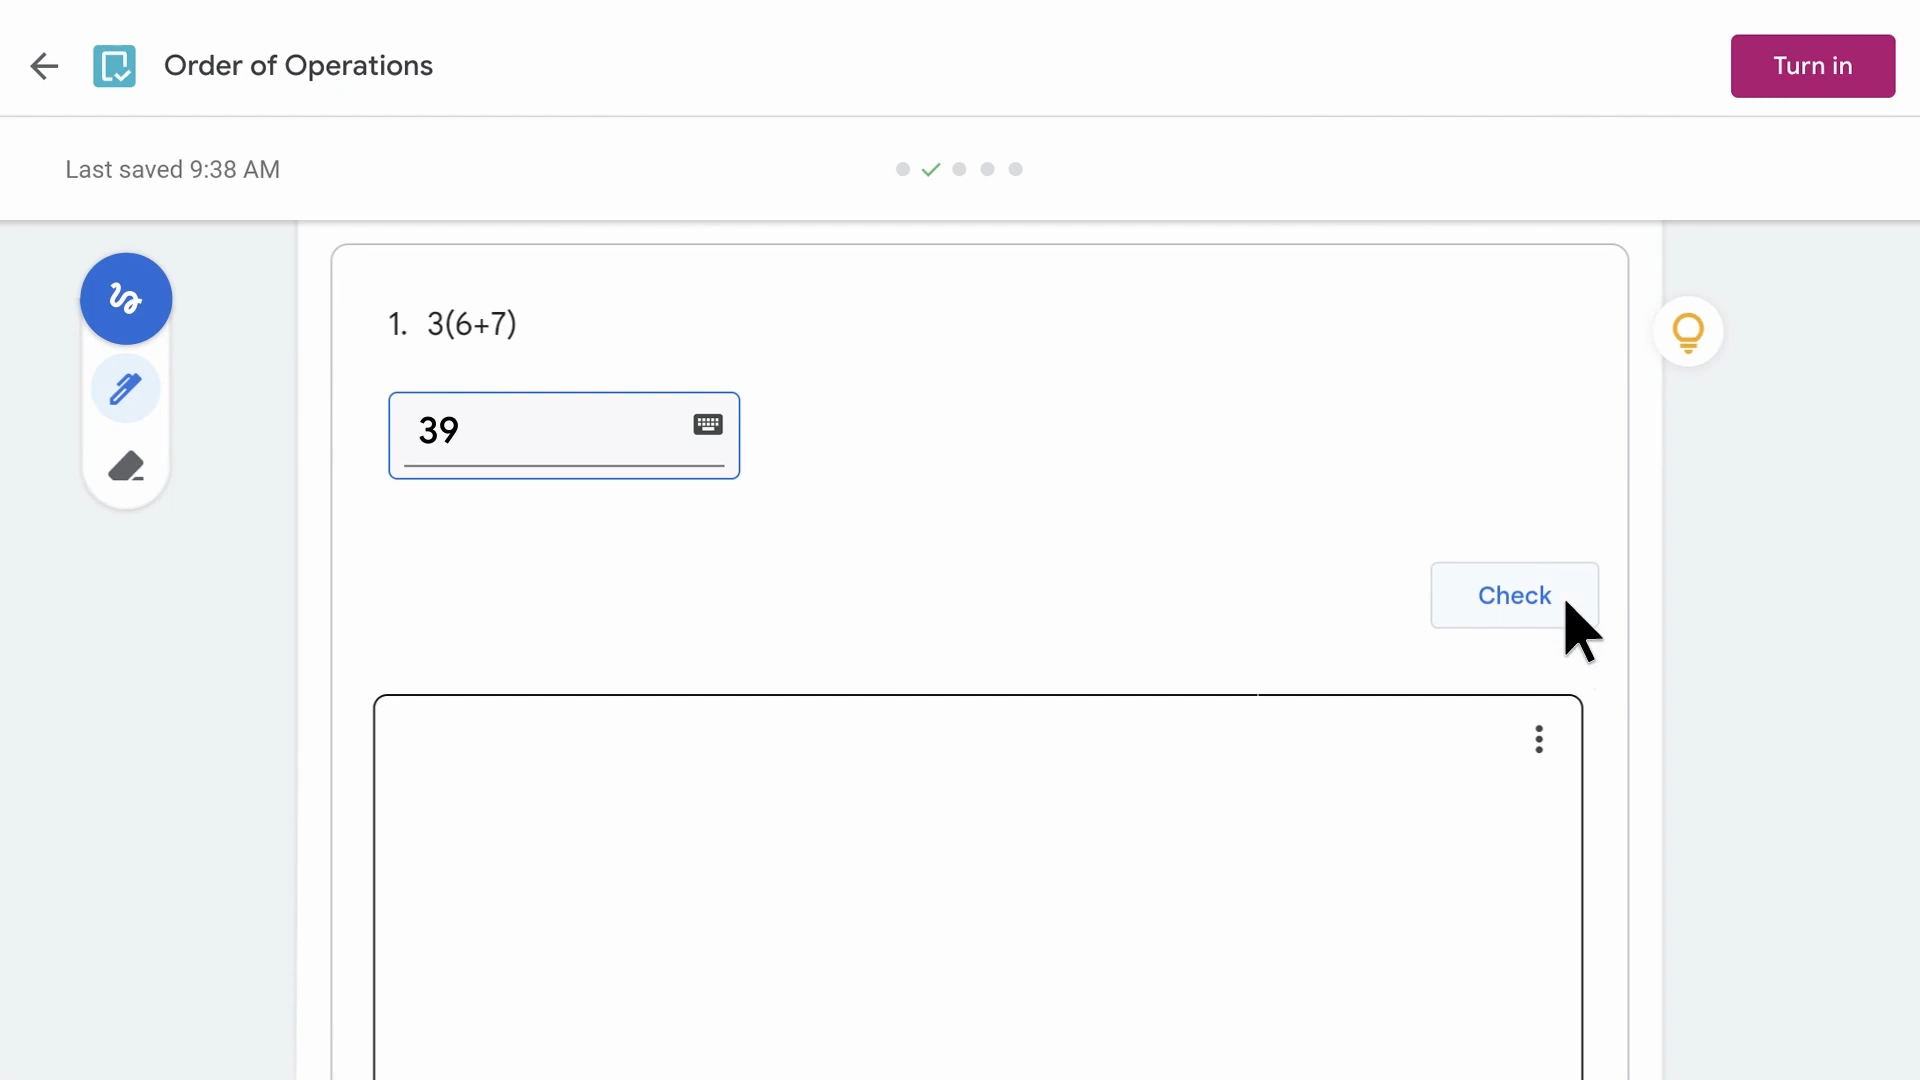 Order of Operations
Turn in
Last saved 9:38 AM
1. 3(6+7)
39
Check